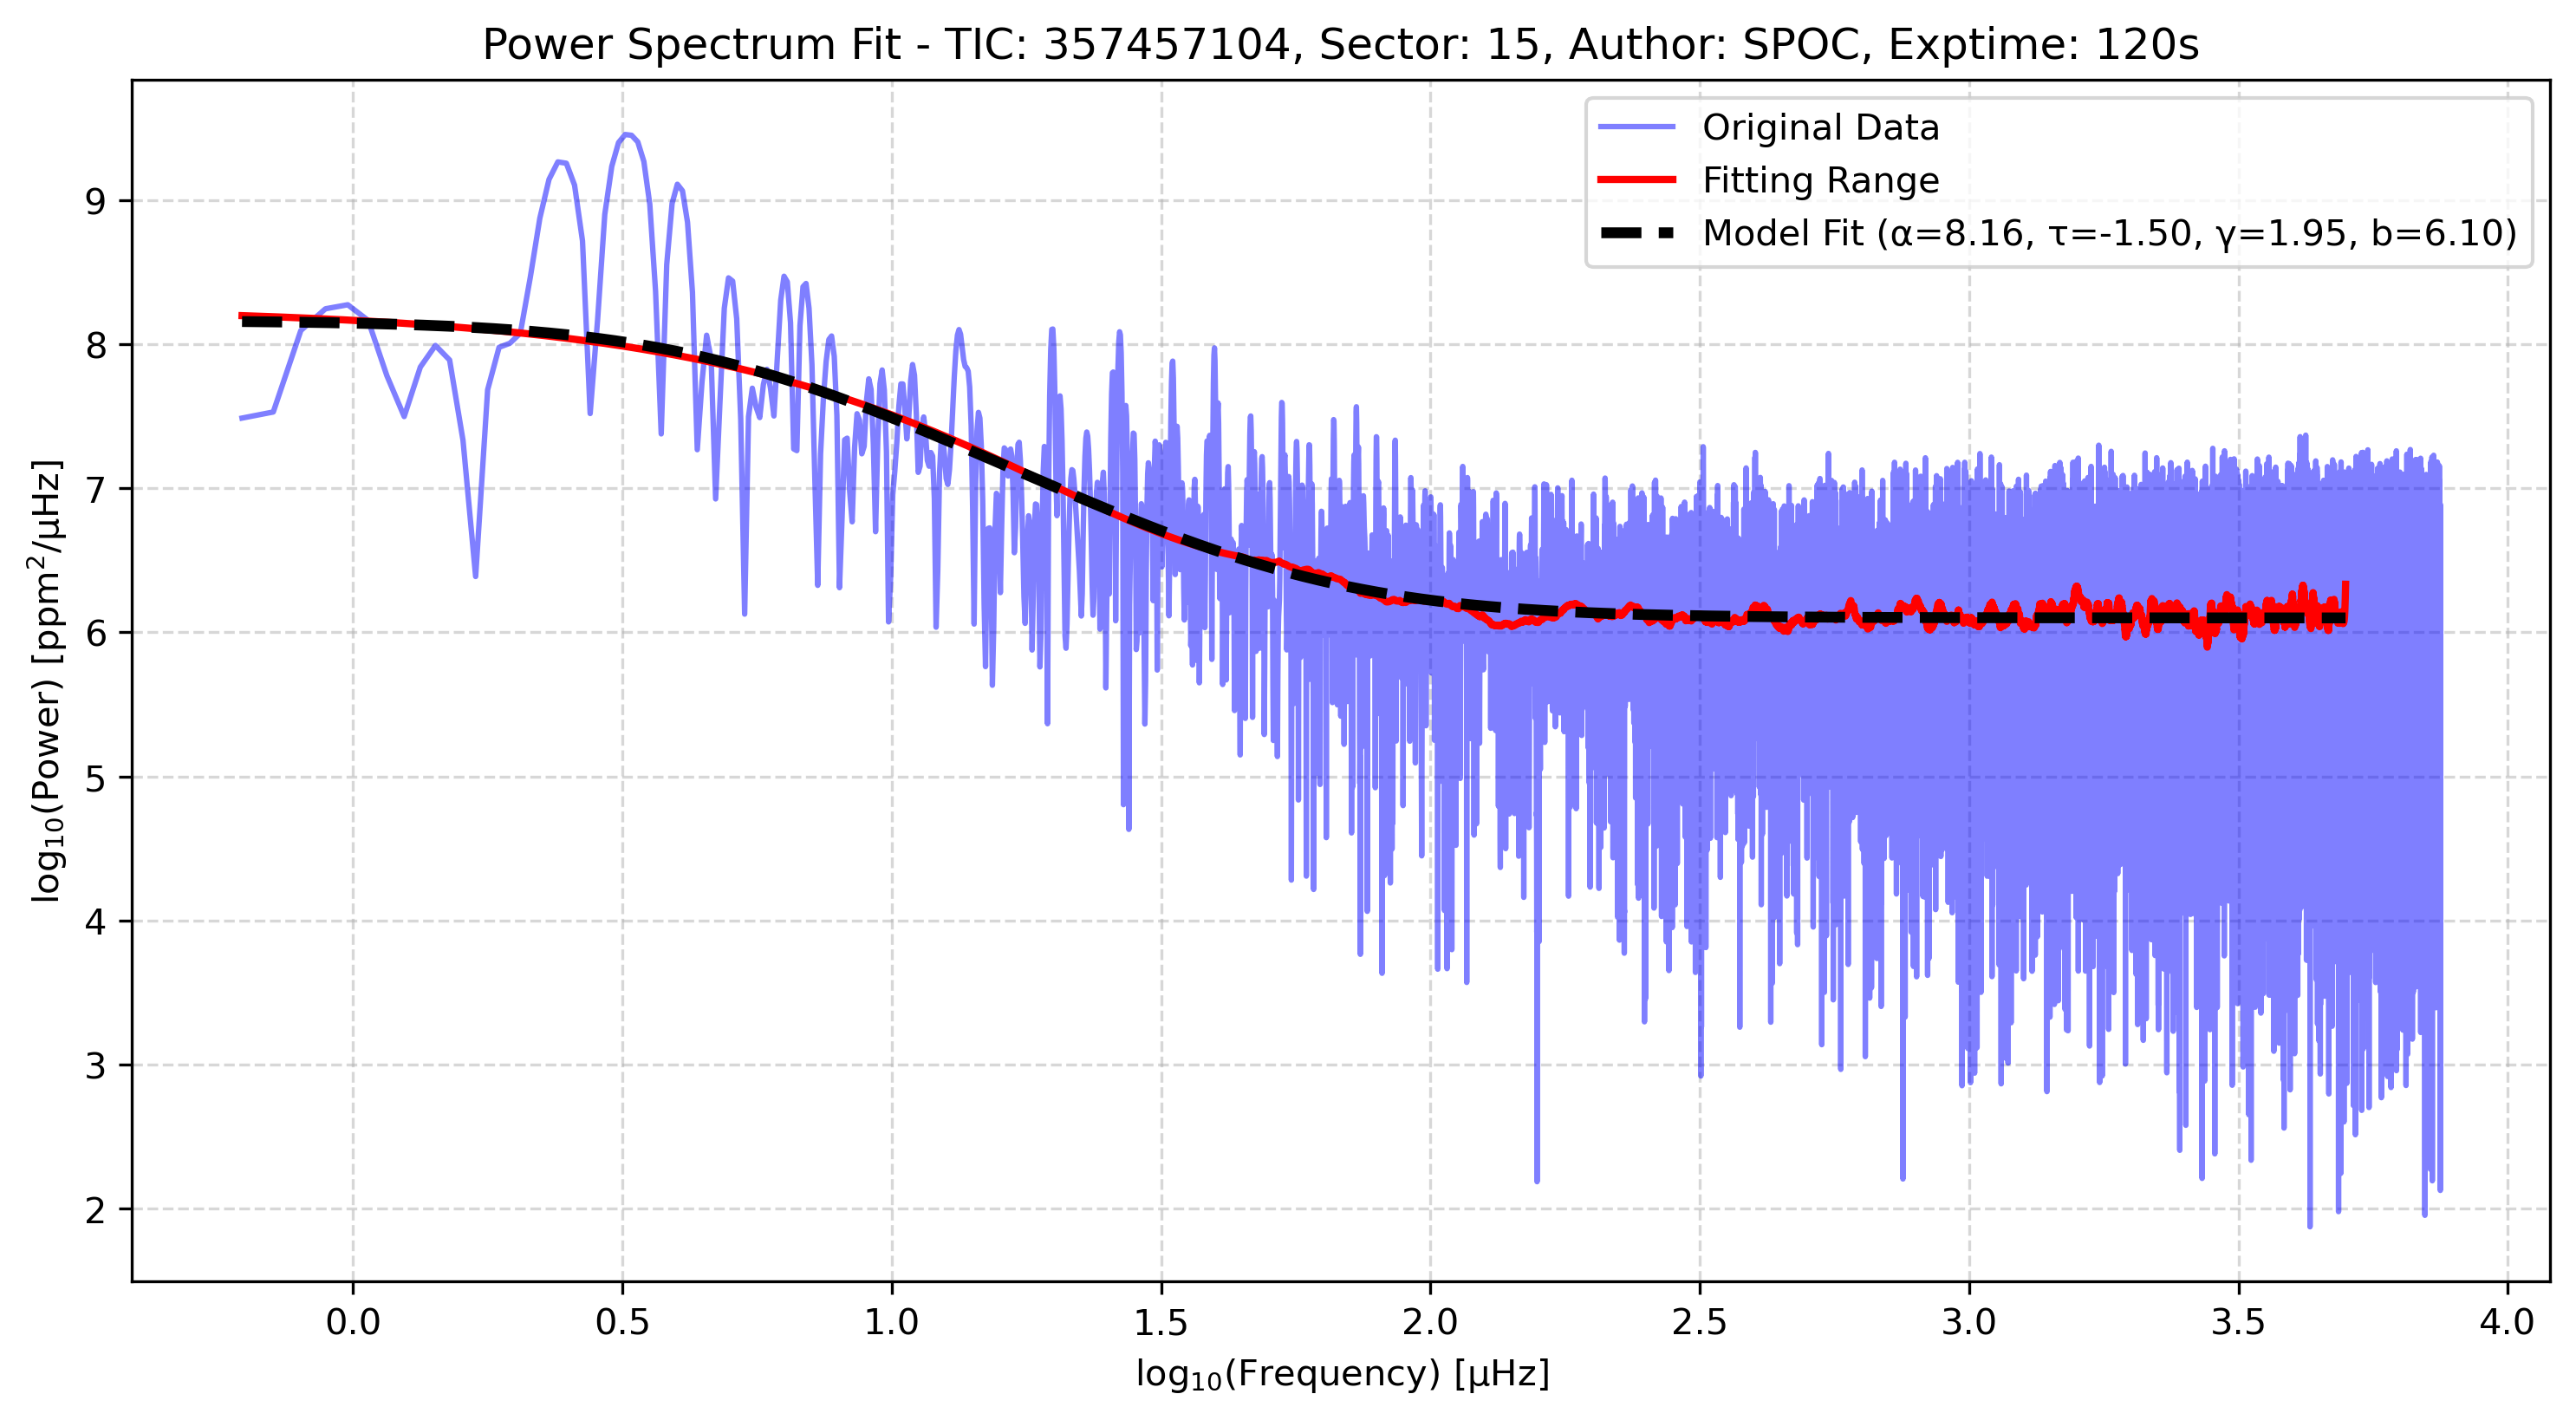 Power Spectrum Fit - TIC: 357457104, Sector: 15, Author: SPOC, Exptime: 120s
Original Data
Fitting Range
Model Fit (α=8.16, τ=-1.50, γ=1.95, b=6.10)
log₁₀(Power) [ppm²/μHz]
9
8
7
6
5
4
3
2
0.0 0.5 1.0 1.5 2.0 2.5 3.0 3.5 4.0
log₁₀(Frequency) [μHz]